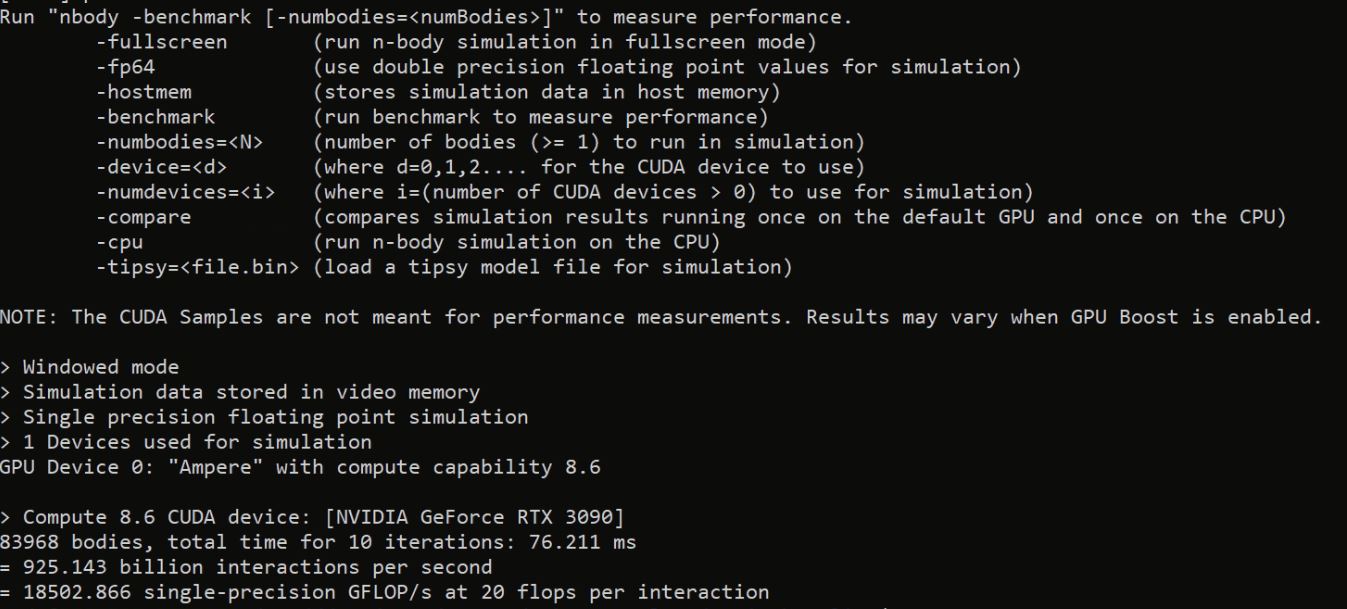 Run "nbody -benchmark [-numbodies=<numBodies>]" to measure performance.
-fullscreen (run n-body simulation in fullscreen mode)
-fp64 (use double precision floating point values for simulation)
-hostmem (stores simulation data in host memory)
-benchmark (run benchmark to measure performance)
-numbodies=<N> (number of bodies (>= 1) to run in simulation)
-device=<d> (where d=0,1,2.... for the CUDA device to use)
-numdevices=<i> (where i=(number of CUDA devices > 0) to use for simulation)
-compare (compares simulation results running once on the default GPU and once on the CPU)
-cpu (run n-body simulation on the CPU)
-tipsy=<file.bin> (load a tipsy model file for simulation)
NOTE: The CUDA Samples are not meant for performance measurements. Results may vary when GPU Boost is enabled.
> Windowed mode
> Simulation data stored in video memory
> Single precision floating point simulation
> 1 Devices used for simulation
GPU Device 0: "Ampere" with compute capability 8.6
> Compute 8.6 CUDA device: [NVIDIA GeForce RTX 3090]
83968 bodies, total time for 10 iterations: 76.211 ms
= 925.143 billion interactions per second
= 18502.866 single-precision GFLOP/s at 20 flops per interaction